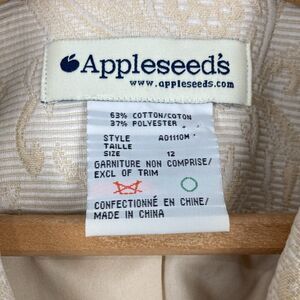 Appleseed's
www.appleseeds.com
63% COTTON/COTON
37% POLYESTER
STYLE A01110M
TAILLE
SIZE 12
GARNITURE NON COMPRISE/
EXCL OF TRIM
CONFECTIONNÉ EN CHINE/
MADE IN CHINA